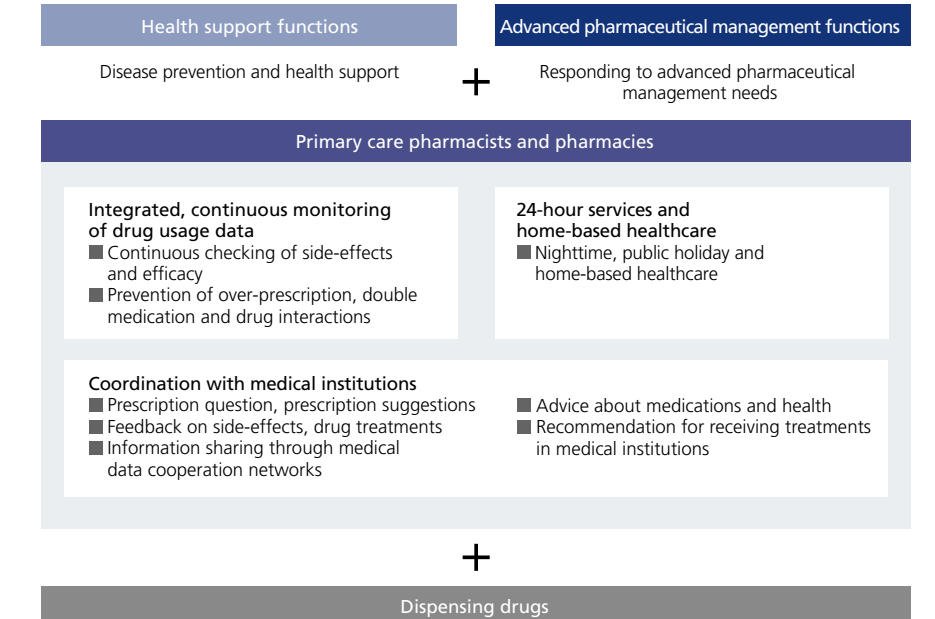 Health support functions
Advanced pharmaceutical management functions
Disease prevention and health support
+
Responding to advanced pharmaceutical
management needs
Primary care pharmacists and pharmacies
Integrated, continuous monitoring
of drug usage data
■ Continuous checking of side-effects
and efficacy
■ Prevention of over-prescription, double
medication and drug interactions
24-hour services and
home-based healthcare
■ Nighttime, public holiday and
home-based healthcare
Coordination with medical institutions
■ Prescription question, prescription suggestions
■ Feedback on side-effects, drug treatments
■ Information sharing through medical
data cooperation networks
■ Advice about medications and health
■ Recommendation for receiving treatments
in medical institutions
+
Dispensing drugs